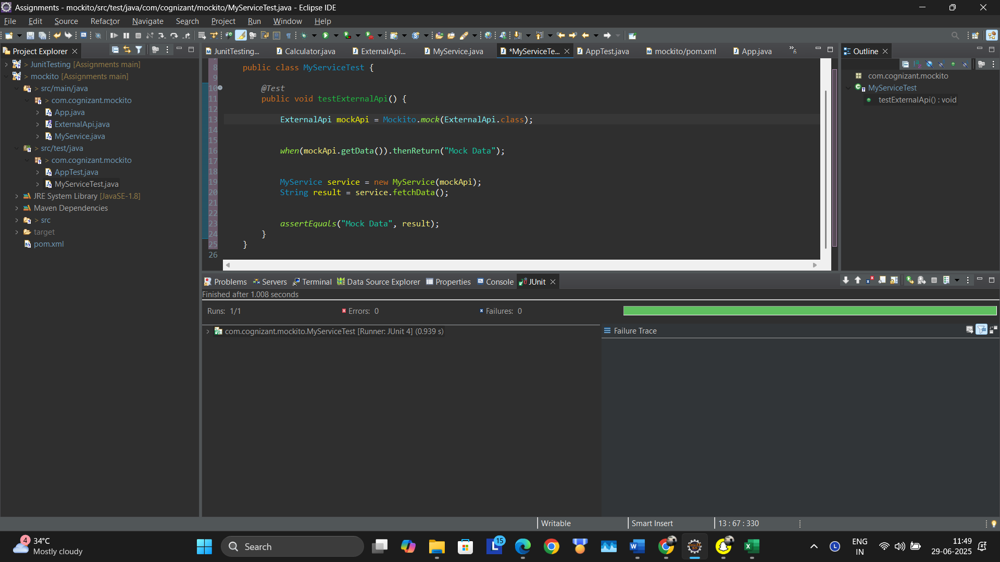 Assignments - mockito/src/test/java/com/cognizant/mockito/MyServiceTest.java - Eclipse IDE
File Edit Source Refactor Navigate Search Project Run Window Help
Project Explorer
JunitTesting... Calculator.java ExternalApi... MyService.java *MyServiceTe... AppTest.java mockito/pom.xml App.java »6
Outline
> JunitTesting [Assignments main]
> mockito [Assignments main]
> src/main/java
> com.cognizant.mockito
App.java
ExternalApi.java
MyService.java
> src/test/java
> com.cognizant.mockito
AppTest.java
MyServiceTest.java
JRE System Library [JavaSE-1.8]
Maven Dependencies
> src
target
pom.xml
8 public class MyServiceTest {
9
10 @Test
11 public void testExternalApi() {
12
13 ExternalApi mockApi = Mockito.mock(ExternalApi.class);
14
15
16 when(mockApi.getData()).thenReturn("Mock Data");
17
18
19 MyService service = new MyService(mockApi);
20 String result = service.fetchData();
21
22
23 assertEquals("Mock Data", result);
24 }
25 }
26
com.cognizant.mockito
MyServiceTest
testExternalApi() : void
Problems Servers Terminal Data Source Explorer Properties Console JUnit
Finished after 1.008 seconds
Runs: 1/1 Errors: 0 Failures: 0
com.cognizant.mockito.MyServiceTest [Runner: JUnit 4] (0.939 s)
Failure Trace
Writable Smart Insert 13 : 67 : 330
4
34°C
Mostly cloudy
Search
15
ENG
IN
11:49
29-06-2025